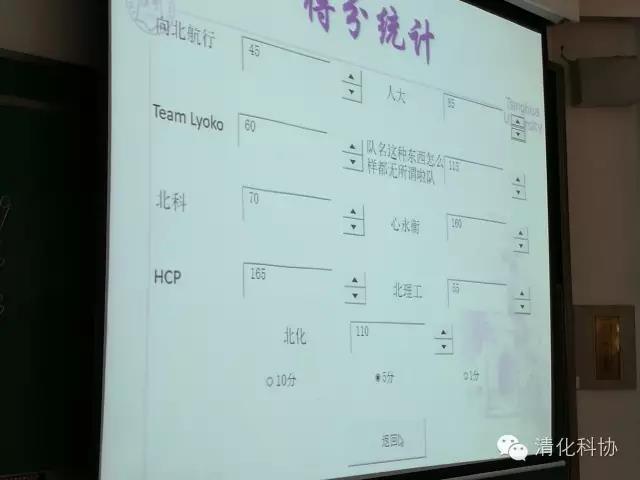 得分统计
向北航行
45
人大
85
Tsinghua
University
Team Lyoko
60
队名这种东西怎么
样都无所谓啦队
115
北科
70
心永衡
160
HCP
165
北理工
55
北化
110
10分
5分
1分
返回
清化科协